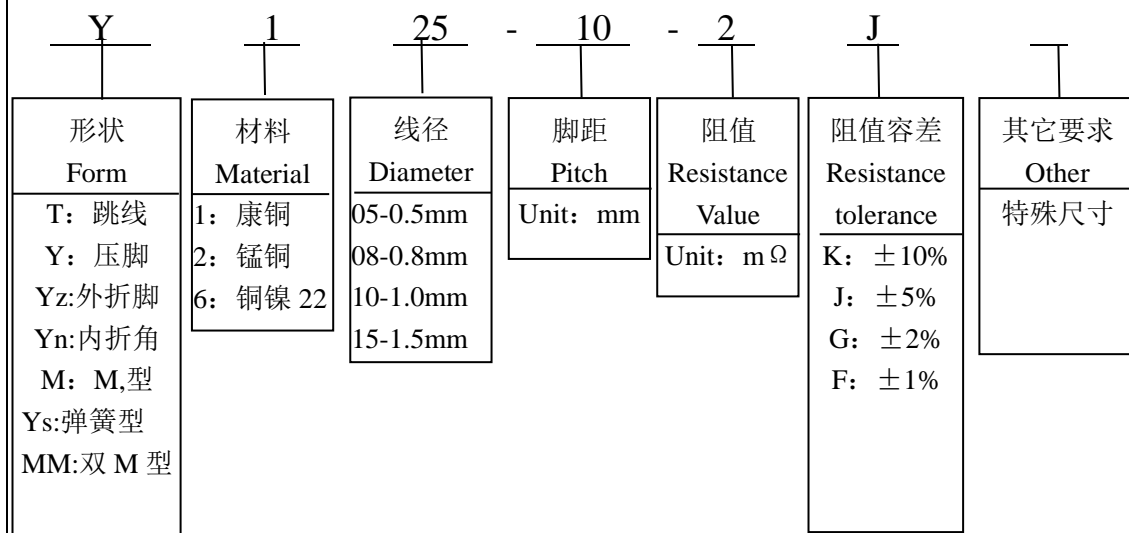 Y 1 25 - 10 - 2 J
形状
Form
T：跳线
Y：压脚
Yz:外折脚
Yn:内折角
M：M,型
Ys:弹簧型
MM:双 M 型
材料
Material
1：康铜
2：锰铜
6：铜镍 22
线径
Diameter
05-0.5mm
08-0.8mm
10-1.0mm
15-1.5mm
脚距
Pitch
Unit：mm
阻值
Resistance
Value
Unit：mΩ
阻值容差
Resistance
tolerance
K：±10%
J：±5%
G：±2%
F：±1%
其它要求
Other
特殊尺寸